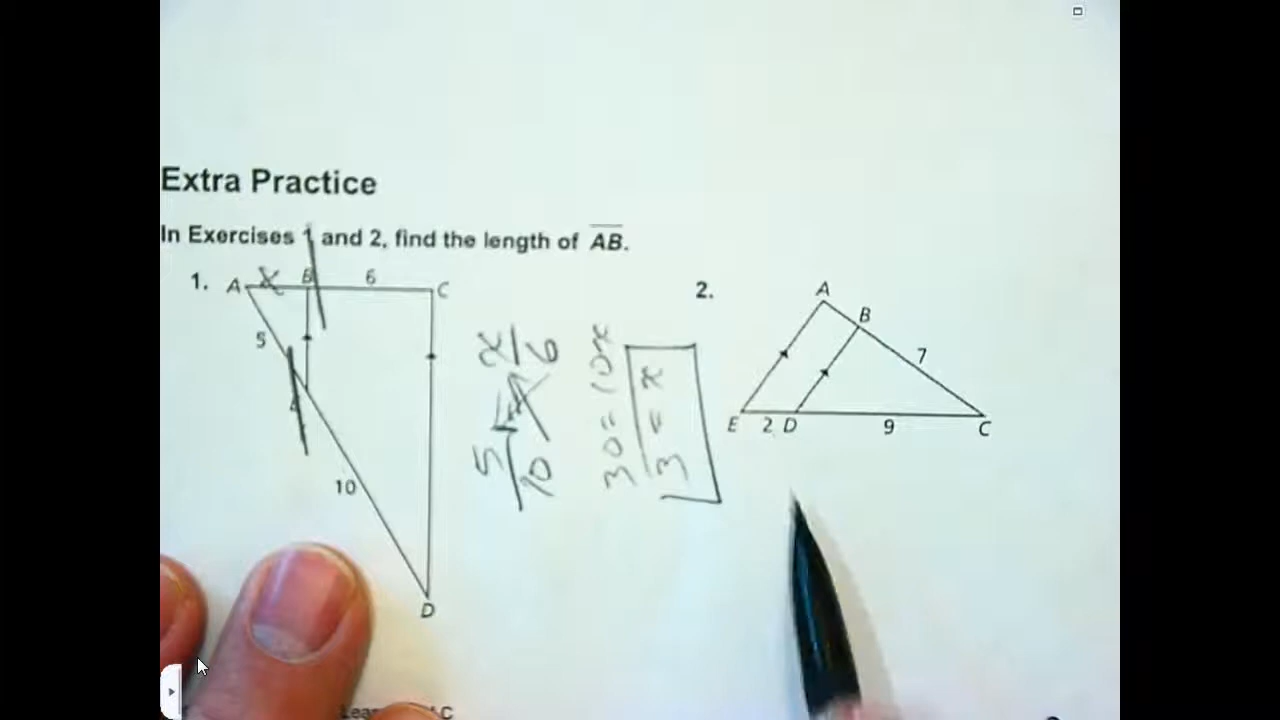 Extra Practice
In Exercises 1 and 2, find the length of AB.
1. A x B 6 C
5
10
D
5/10 = x/6
30 = 10x
3 = x
2. A
B
7
E 2 D 9 C